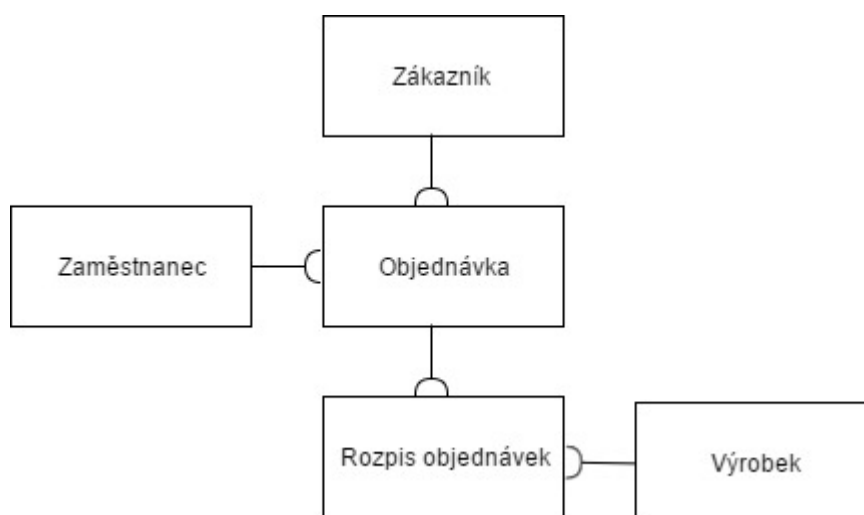 Zákazník
Zaměstnanec
Objednávka
Rozpis objednávek
Výrobek